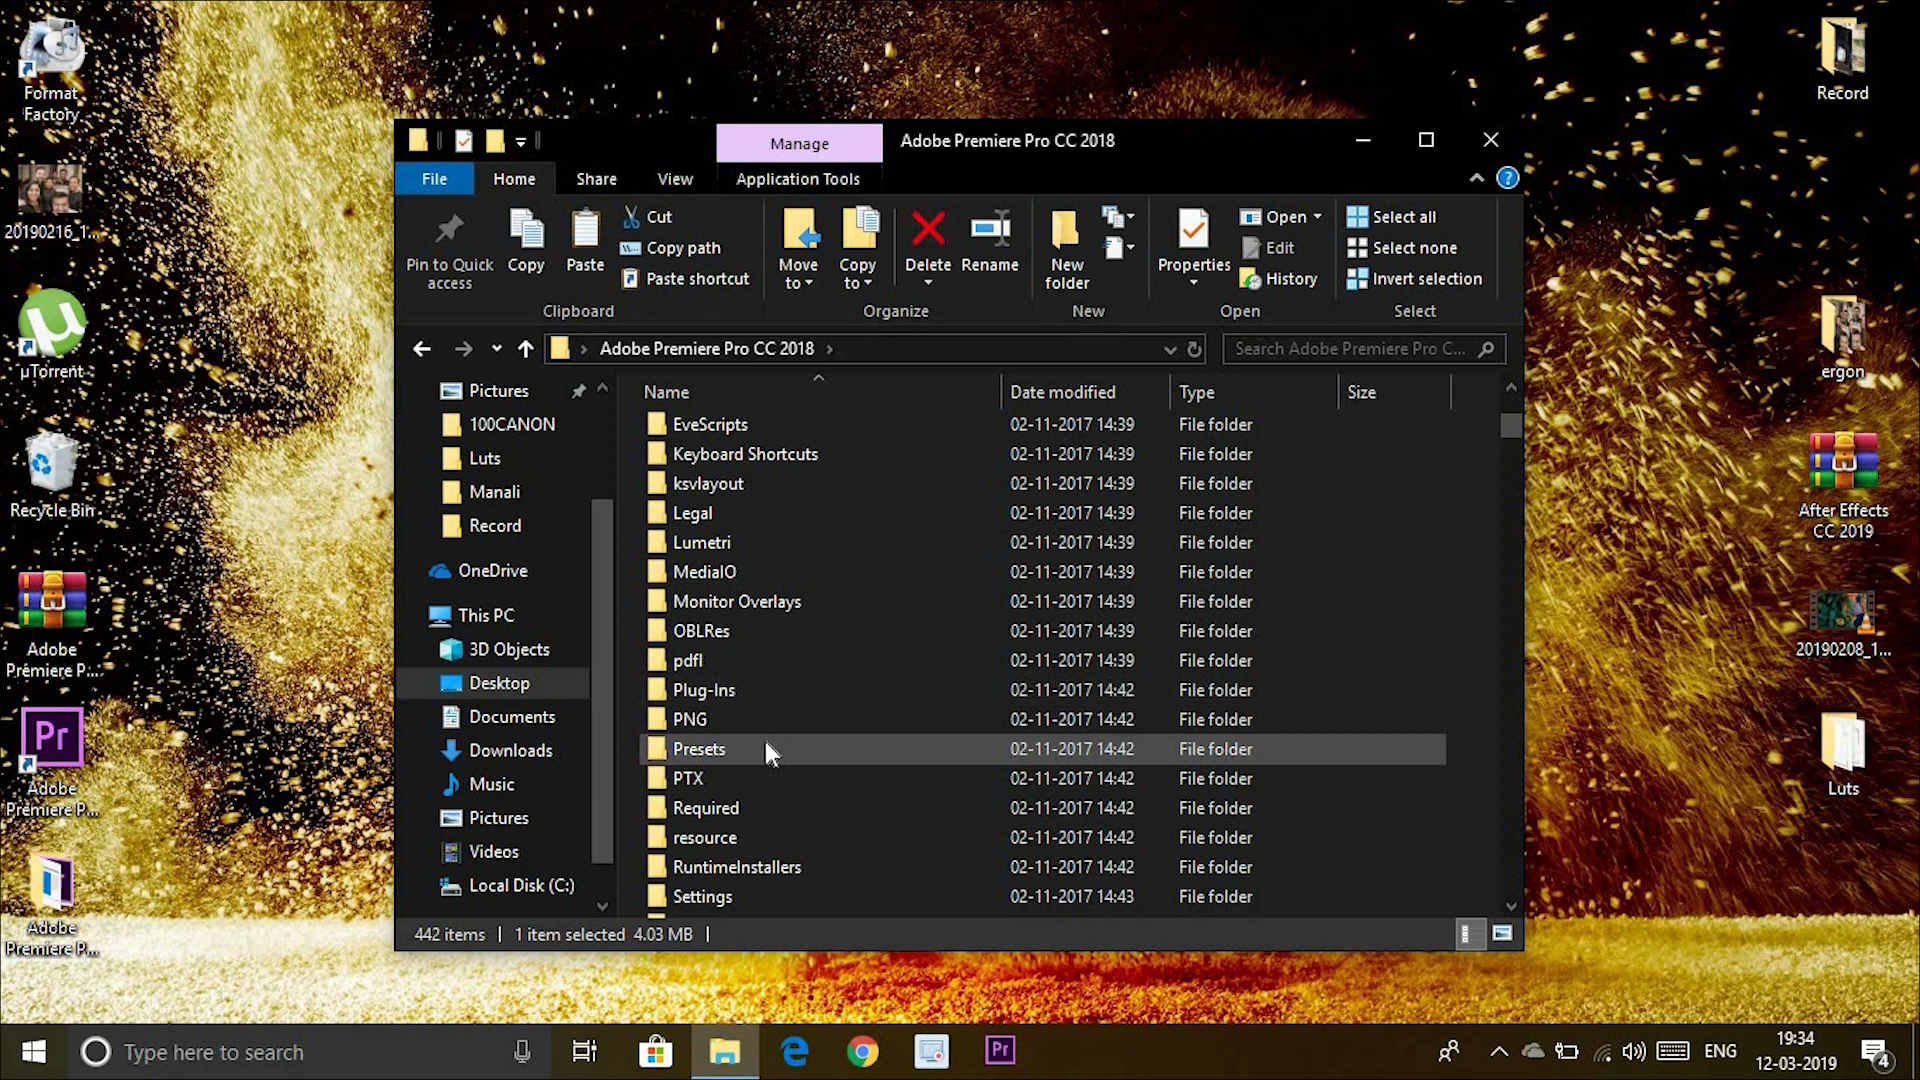 Format
Factory
20190216_1...
µTorrent
Recycle Bin
Adobe
Premiere P...
Pr
Adobe
Premiere P...
Adobe
Premiere P...
Record
ergon
After Effects
CC 2019
20190208_1...
Luts
Manage
Adobe Premiere Pro CC 2018
File
Home
Share
View
Application Tools
?
Pin to Quick
access
Copy
Paste
Cut
Copy path
Paste shortcut
Clipboard
Move
to
Copy
to
Delete
Rename
Organize
New
folder
New
Properties
Open
Edit
History
Open
Select all
Select none
Invert selection
Select
Adobe Premiere Pro CC 2018
Search Adobe Premiere Pro C...
Pictures
100CANON
Luts
Manali
Record
OneDrive
This PC
3D Objects
Desktop
Documents
Downloads
Music
Pictures
Videos
Local Disk (C:)
Name Date modified Type Size
EveScripts 02-11-2017 14:39 File folder
Keyboard Shortcuts 02-11-2017 14:39 File folder
ksvlayout 02-11-2017 14:39 File folder
Legal 02-11-2017 14:39 File folder
Lumetri 02-11-2017 14:39 File folder
MediaIO 02-11-2017 14:39 File folder
Monitor Overlays 02-11-2017 14:39 File folder
OBLRes 02-11-2017 14:39 File folder
pdfl 02-11-2017 14:39 File folder
Plug-Ins 02-11-2017 14:42 File folder
PNG 02-11-2017 14:42 File folder
Presets 02-11-2017 14:42 File folder
PTX 02-11-2017 14:42 File folder
Required 02-11-2017 14:42 File folder
resource 02-11-2017 14:42 File folder
RuntimeInstallers 02-11-2017 14:42 File folder
Settings 02-11-2017 14:43 File folder
442 items 1 item selected 4.03 MB
Type here to search
Pr
ENG
19:34
12-03-2019
4